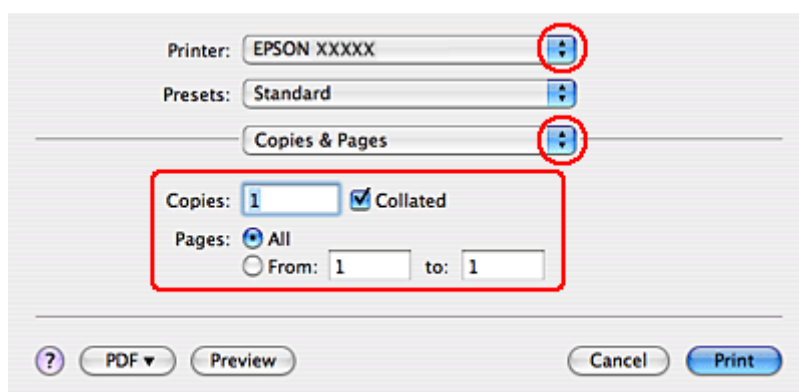 Printer: EPSON XXXXX
Presets: Standard
Copies & Pages
Copies: 1 Collated
Pages: All
From: 1 to: 1
? PDF Preview Cancel Print